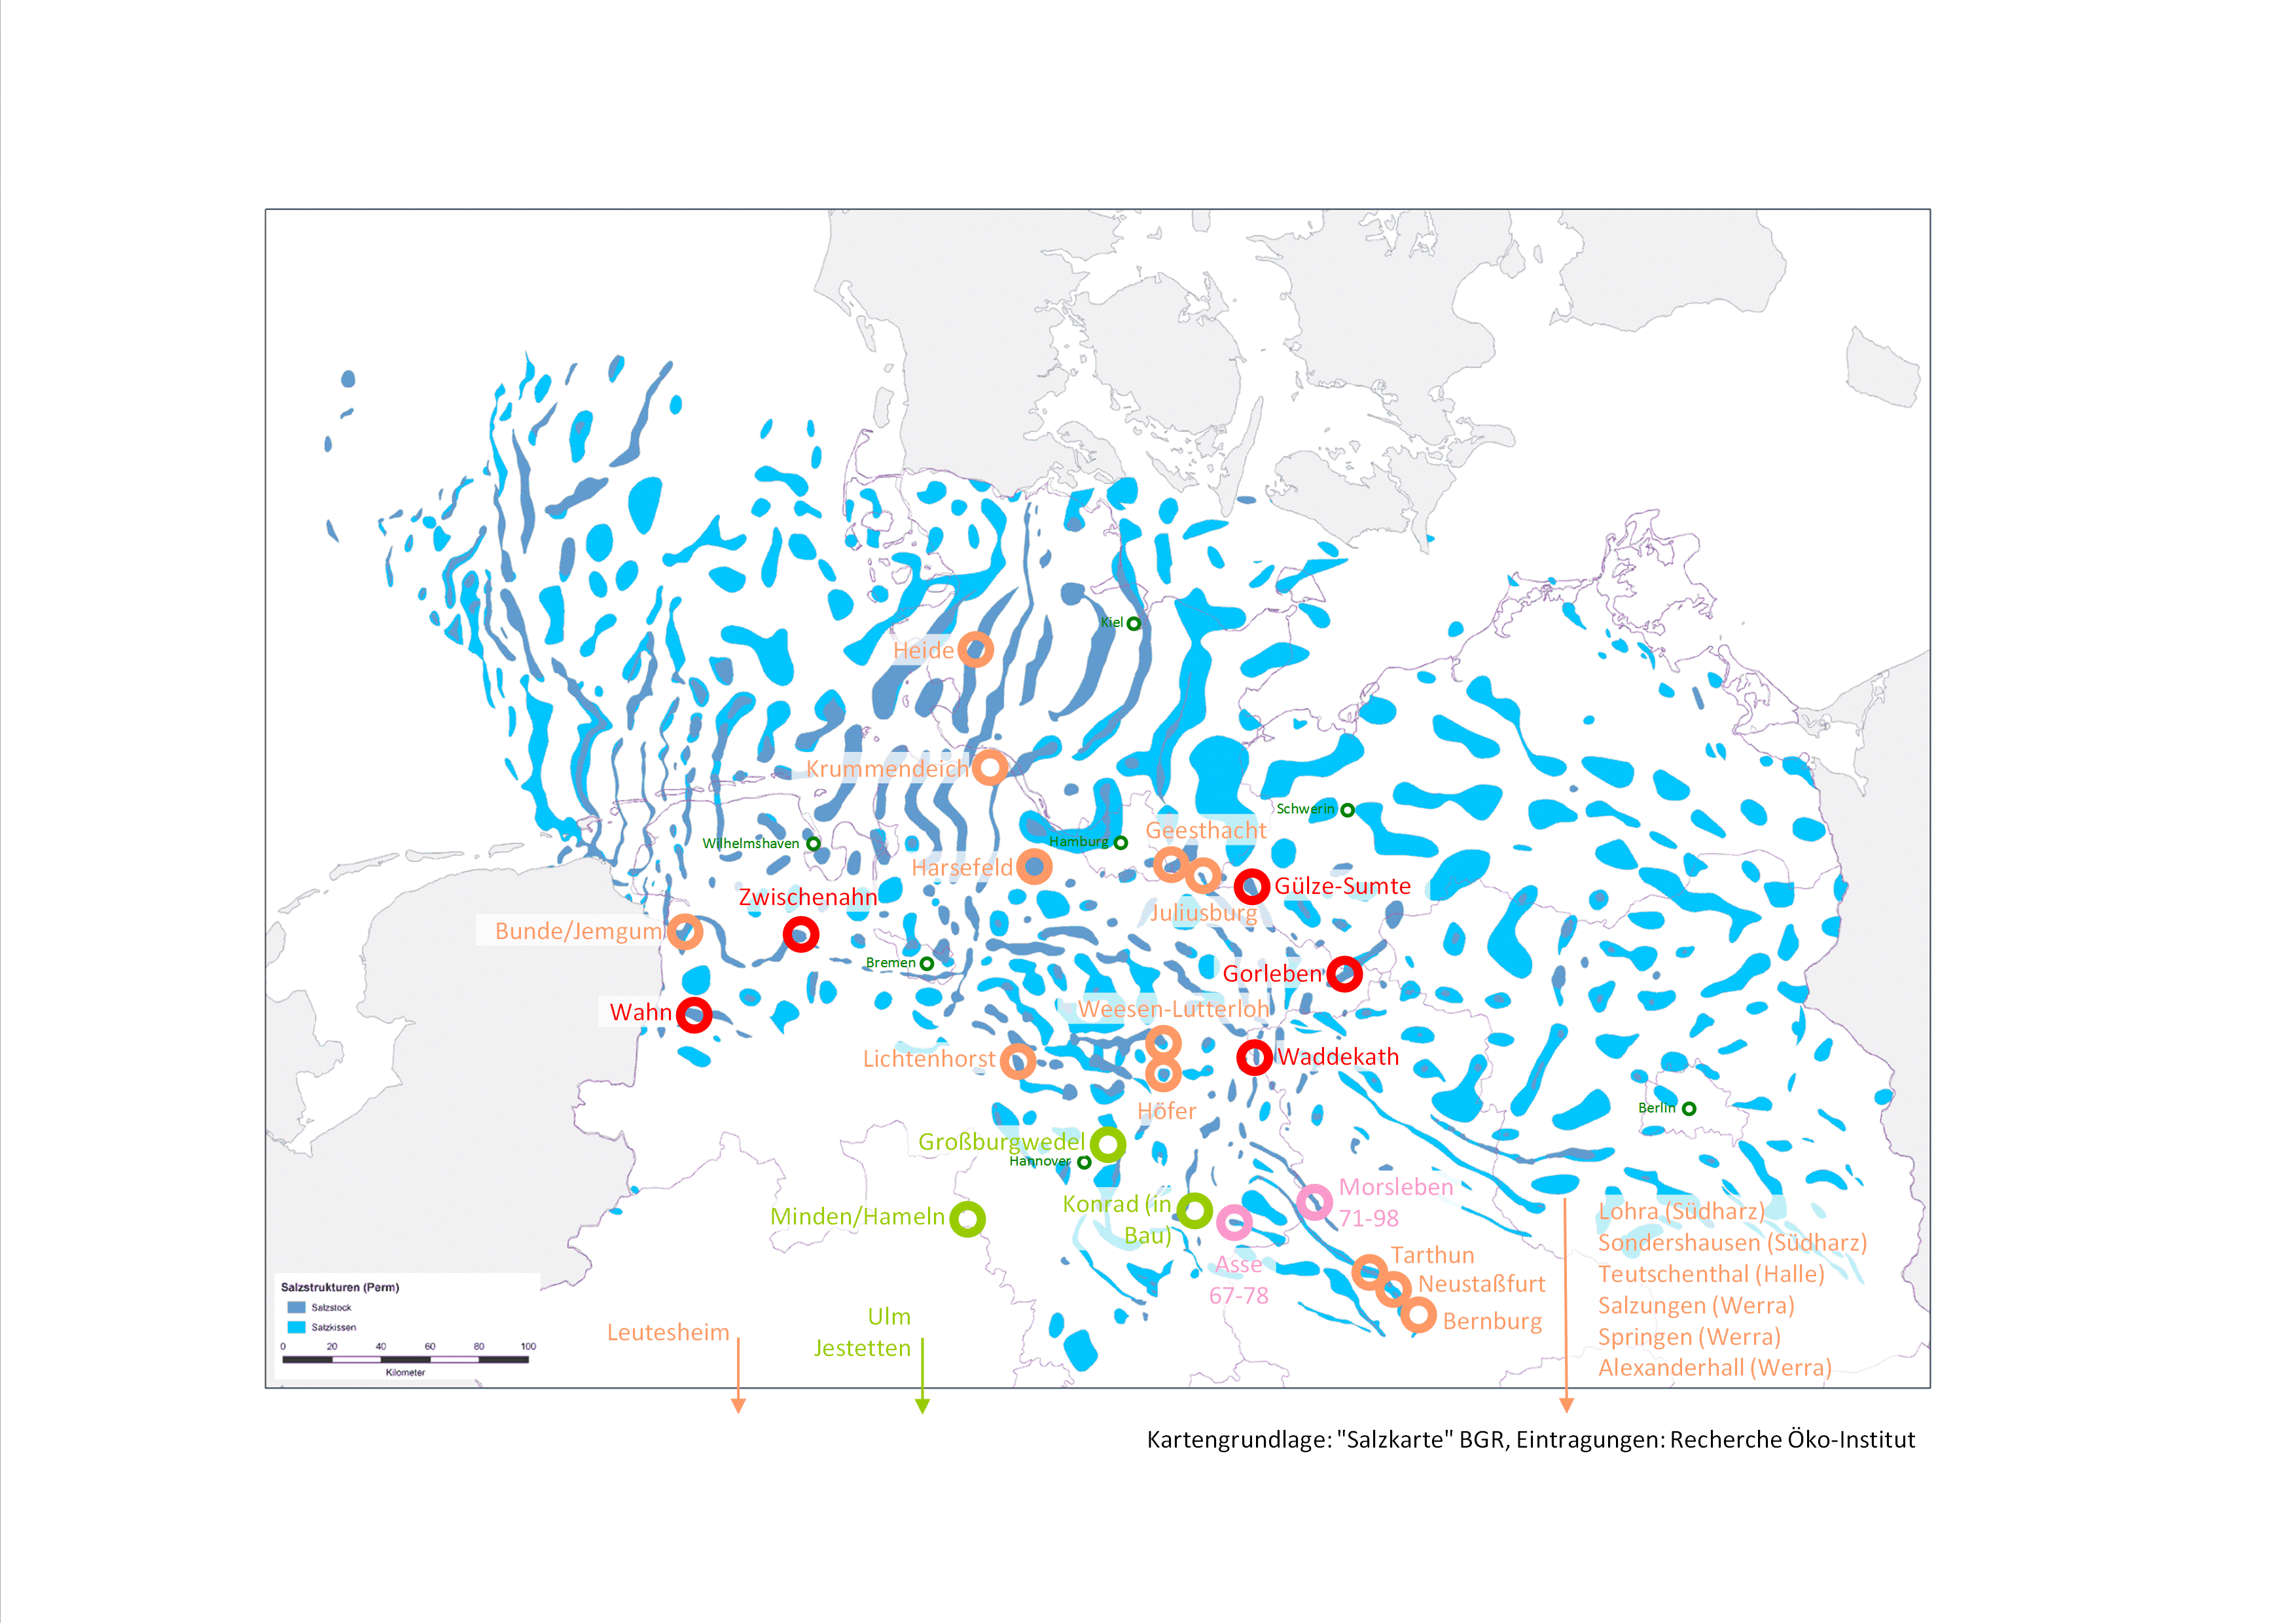 Kiel
Heide
Krummendeich
Schwerin
Geesthacht
Wilhelmshaven
Hamburg
Harsefeld
Gülze-Sumte
Zwischenahn
Juliusburg
Bunde/Jemgum
Bremen
Gorleben
Weesen-Lutterloh
Wahn
Lichtenhorst
Waddekath
Höfer
Berlin
Großburgwedel
Hannover
Morsleben
71-98
Konrad (in
Bau)
Minden/Hameln
Lohra (Südharz)
Sondershausen (Südharz)
Teutschenthal (Halle)
Salzungen (Werra)
Springen (Werra)
Alexanderhall (Werra)
Tarthun
Asse
67-78
Neustaßfurt
Bernburg
Salzstrukturen (Perm)
Salzstock
Salzkissen
0 20 40 60 80 100
Kilometer
Leutesheim
Ulm
Jestetten
Kartengrundlage: "Salzkarte" BGR, Eintragungen: Recherche Öko-Institut